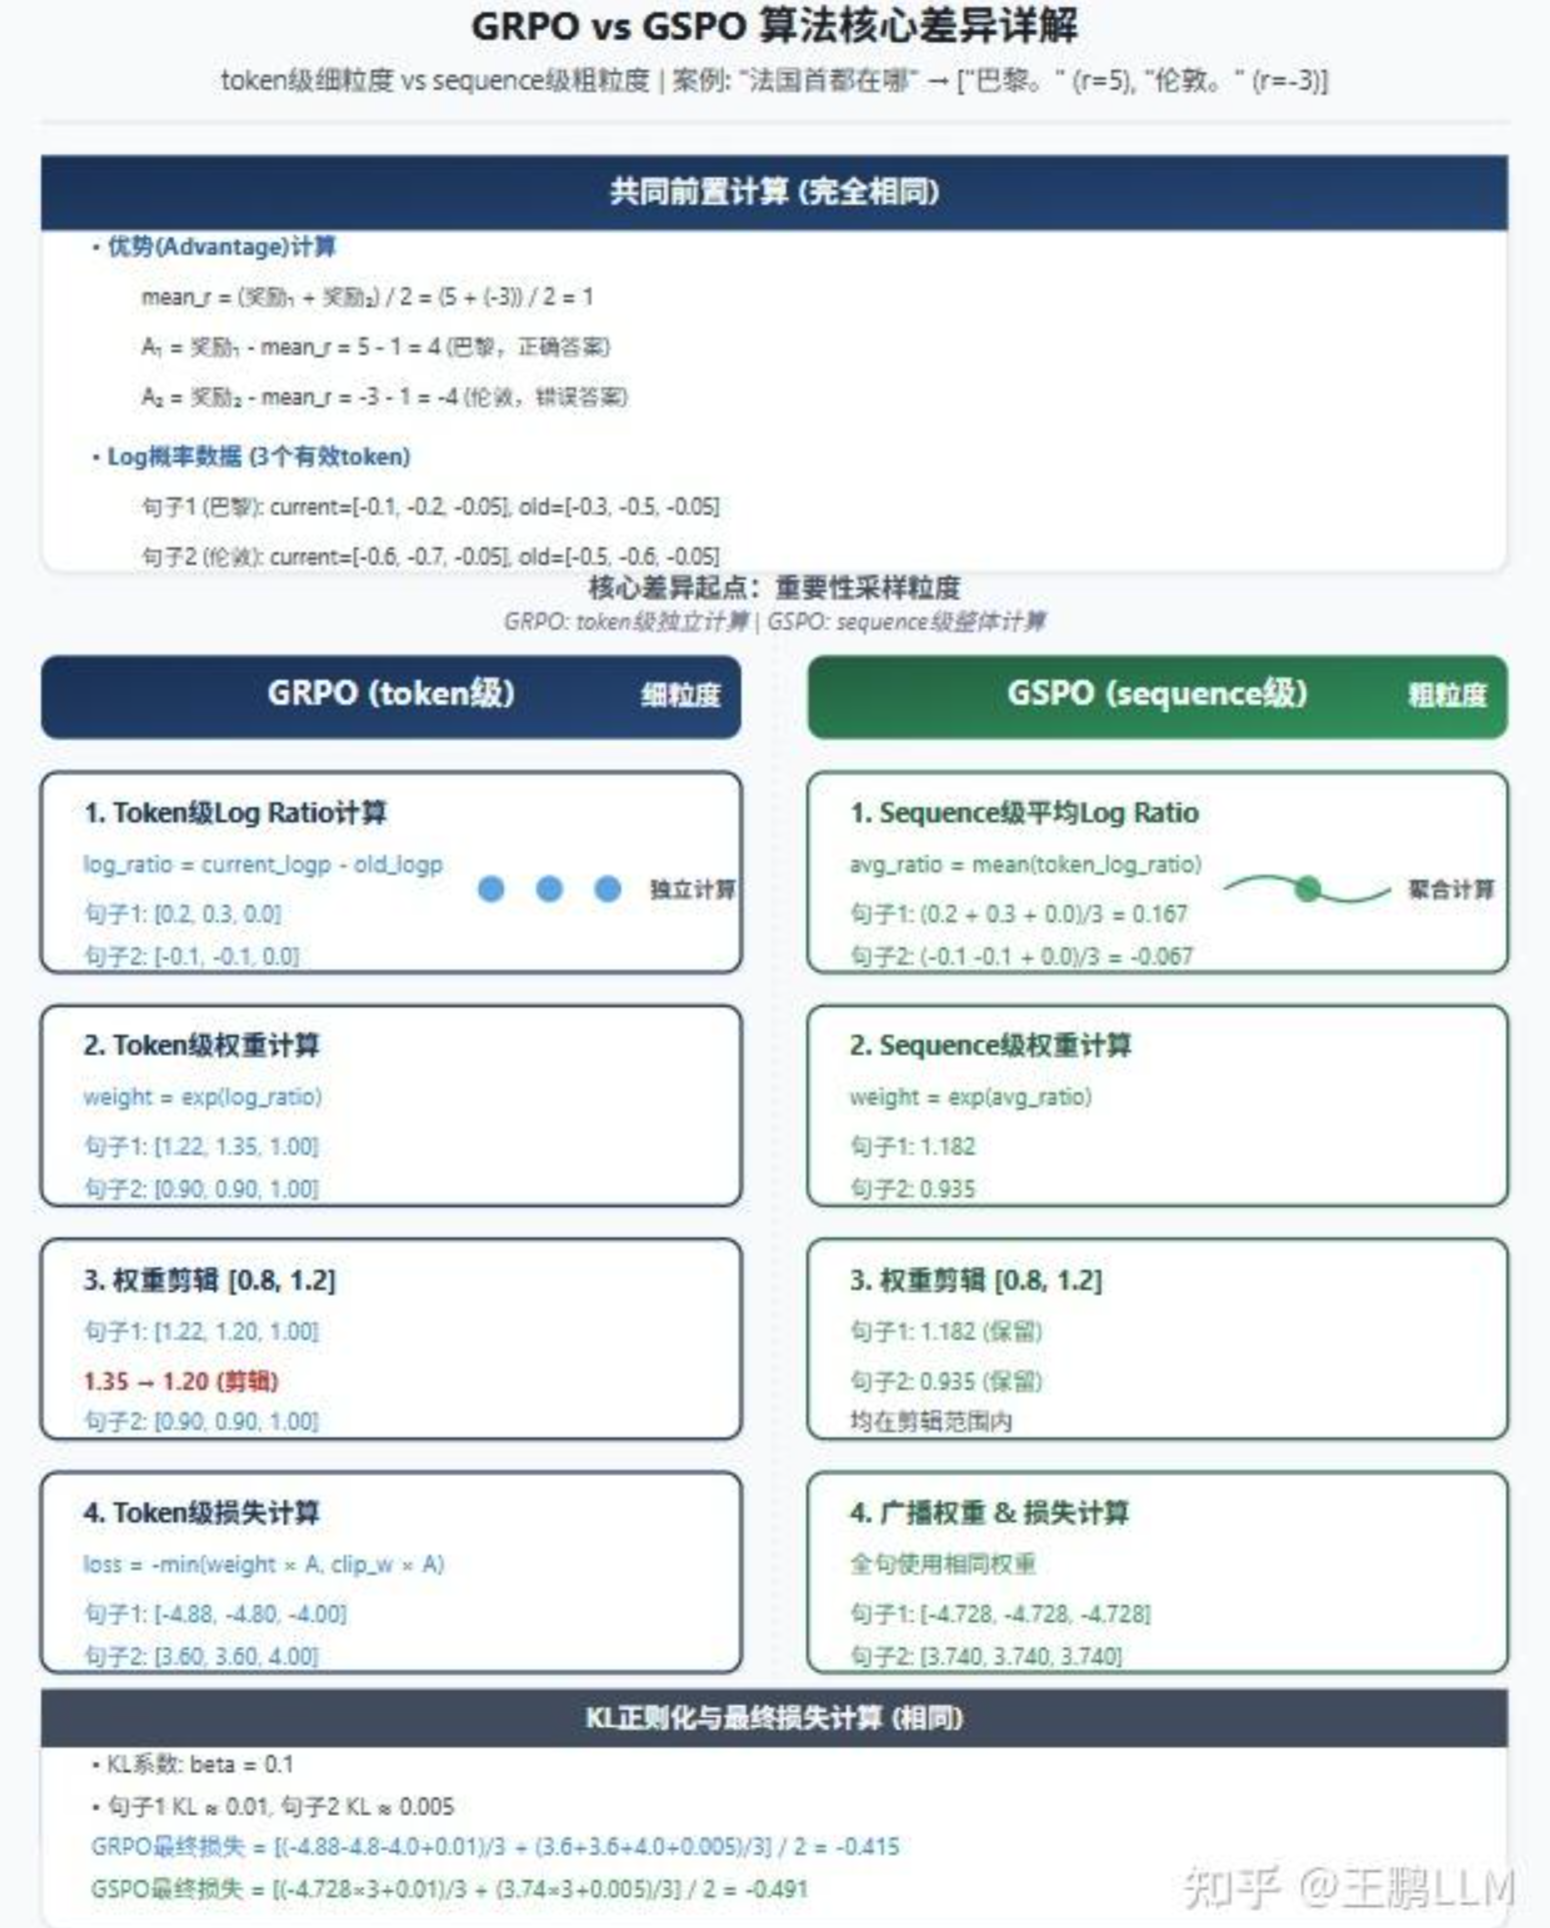 GRPO vs GSPO 算法核心差异详解
token级细粒度 vs sequence级粗粒度 | 案例: "法国首都在哪" → ["巴黎。" (r=5), "伦敦。" (r=-3)]
共同前置计算 (完全相同)
• 优势(Advantage)计算
mean_r = (奖励₁ + 奖励₂) / 2 = (5 + (-3)) / 2 = 1
A₁ = 奖励₁ - mean_r = 5 - 1 = 4 (巴黎，正确答案)
A₂ = 奖励₂ - mean_r = -3 - 1 = -4 (伦敦，错误答案)
• Log概率数据 (3个有效token)
句子1 (巴黎): current=[-0.1, -0.2, -0.05], old=[-0.3, -0.5, -0.05]
句子2 (伦敦): current=[-0.6, -0.7, -0.05], old=[-0.5, -0.6, -0.05]
核心差异起点：重要性采样粒度
GRPO: token级独立计算 | GSPO: sequence级整体计算
GRPO (token级)
细粒度
1. Token级Log Ratio计算
log_ratio = current_logp - old_logp
独立计算
句子1: [0.2, 0.3, 0.0]
句子2: [-0.1, -0.1, 0.0]
2. Token级权重计算
weight = exp(log_ratio)
句子1: [1.22, 1.35, 1.00]
句子2: [0.90, 0.90, 1.00]
3. 权重剪辑 [0.8, 1.2]
句子1: [1.22, 1.20, 1.00]
1.35 → 1.20 (剪辑)
句子2: [0.90, 0.90, 1.00]
4. Token级损失计算
loss = -min(weight × A, clip_w × A)
句子1: [-4.88, -4.80, -4.00]
句子2: [3.60, 3.60, 4.00]
GSPO (sequence级)
粗粒度
1. Sequence级平均Log Ratio
avg_ratio = mean(token_log_ratio)
聚合计算
句子1: (0.2 + 0.3 + 0.0)/3 = 0.167
句子2: (-0.1 -0.1 + 0.0)/3 = -0.067
2. Sequence级权重计算
weight = exp(avg_ratio)
句子1: 1.182
句子2: 0.935
3. 权重剪辑 [0.8, 1.2]
句子1: 1.182 (保留)
句子2: 0.935 (保留)
均在剪辑范围内
4. 广播权重 & 损失计算
全句使用相同权重
句子1: [-4.728, -4.728, -4.728]
句子2: [3.740, 3.740, 3.740]
KL正则化与最终损失计算 (相同)
• KL系数: beta = 0.1
• 句子1 KL ≈ 0.01, 句子2 KL ≈ 0.005
GRPO最终损失 = [(-4.88-4.8-4.0+0.01)/3 + (3.6+3.6+4.0+0.005)/3] / 2 = -0.415
GSPO最终损失 = [(-4.728×3+0.01)/3 + (3.74×3+0.005)/3] / 2 = -0.491
知乎 @王鹏LLM